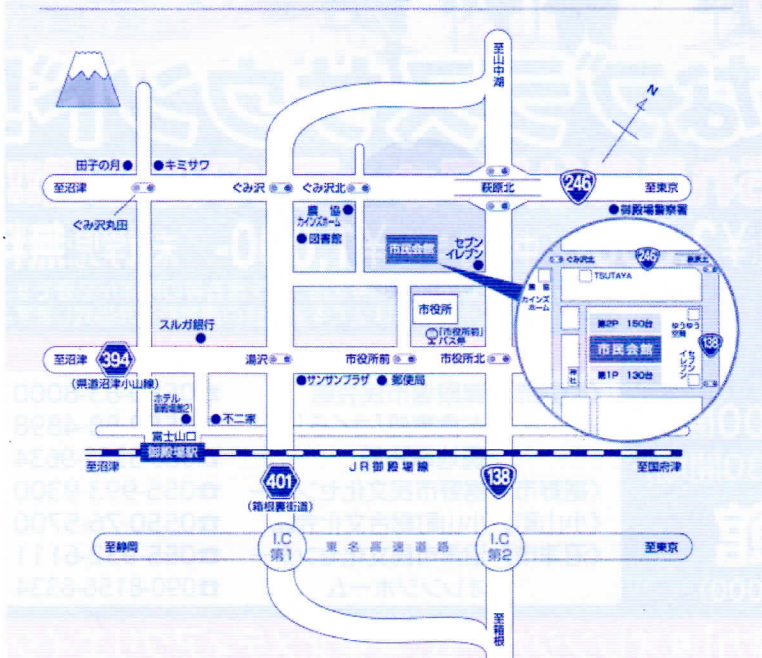 至山中湖
N
田子の月
キミサワ
至沼津
ぐみ沢
ぐみ沢北
萩原北
246
至東京
ぐみ沢丸田
農協
カインズホーム
図書館
市民会館
セブン
イレブン
御殿場警察署
ぐみ沢北
246
萩原北
TSUTAYA
農協
カインズ
ホーム
第2P 150台
ゆうゆう
空間
市民会館
138
第1P 130台
セブン
イレブン
神社
市役所
「市役所前」
バス停
スルガ銀行
至沼津
394
湯沢
市役所前
市役所北
(県道沼津小山線)
サンサンプラザ
郵便局
ホテル
御殿場館21
不二家
富士山口
御殿場駅
至沼津
JR御殿場線
至国府津
401
138
(箱根裏街道)
至静岡
I.C
第1
東名高速道路
I.C
第2
至東京
至箱根